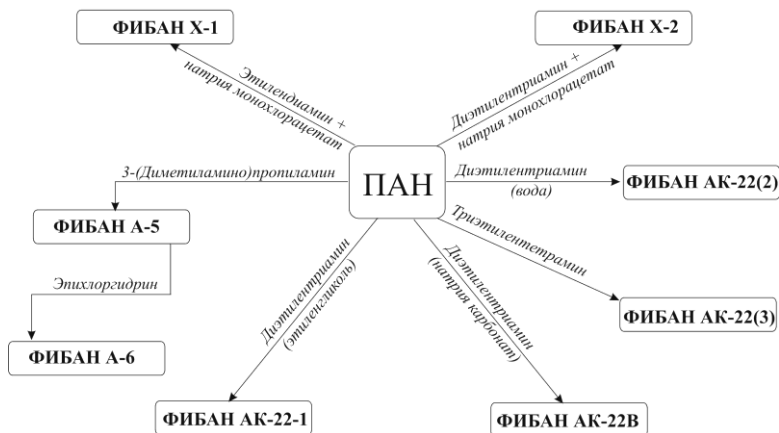 ФИБАН Х-1
ФИБАН Х-2
Этилендиамин +
натрия монохлорацетат
Диэтилентриамин +
натрия монохлорацетат
3-(Диметиламино)пропиламин
ПАН
Диэтилентриамин
(вода)
ФИБАН АК-22(2)
ФИБАН А-5
Триэтилентетрамин
Эпихлоргидрин
Диэтилентриамин
(этиленгликоль)
Диэтилентриамин
(натрия карбонат)
ФИБАН АК-22(3)
ФИБАН А-6
ФИБАН АК-22-1
ФИБАН АК-22В